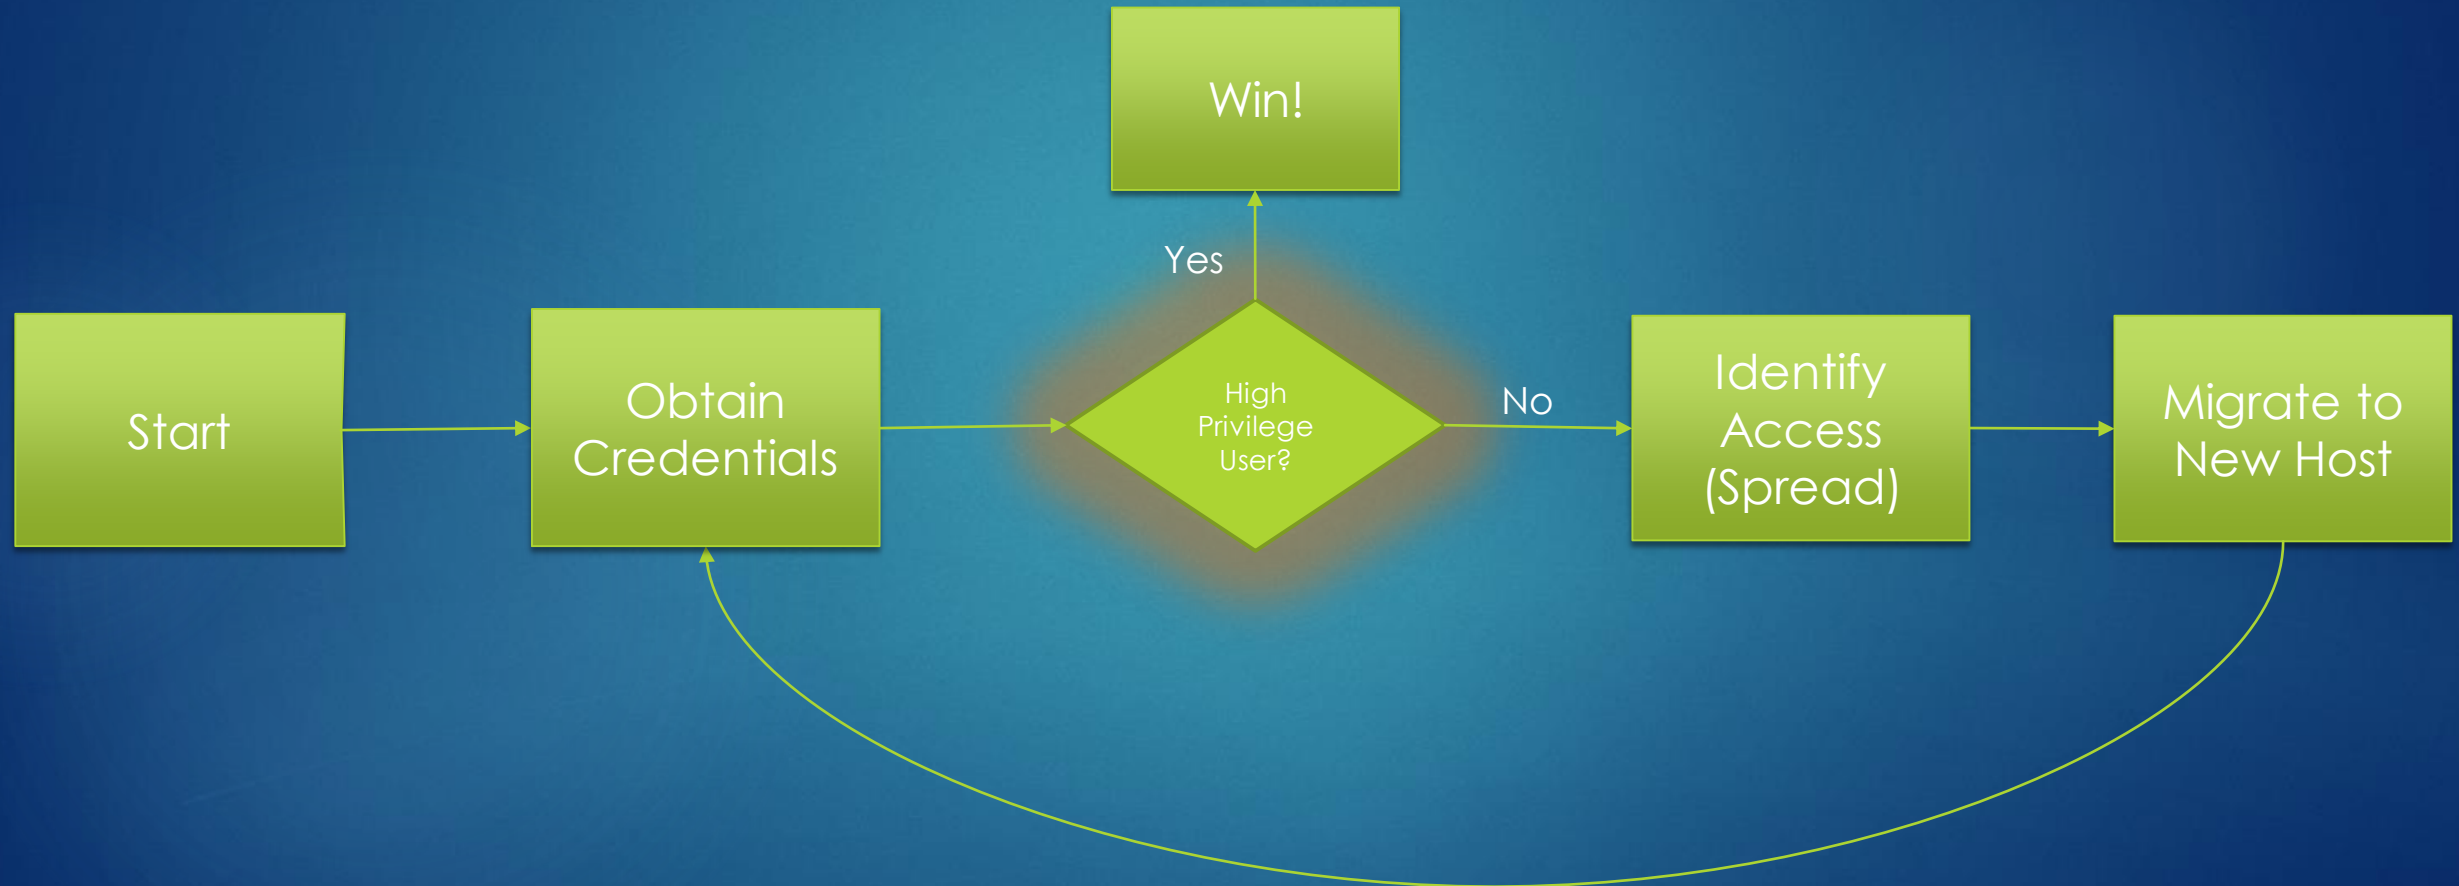 Win!
Yes
Start
Obtain
Credentials
High
Privilege
User?
No
Identify
Access
(Spread)
Migrate to
New Host